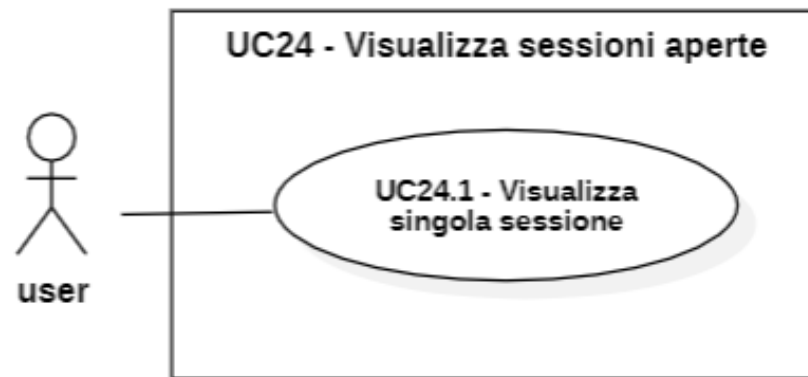 UC24 - Visualizza sessioni aperte
UC24.1 - Visualizza
singola sessione
user